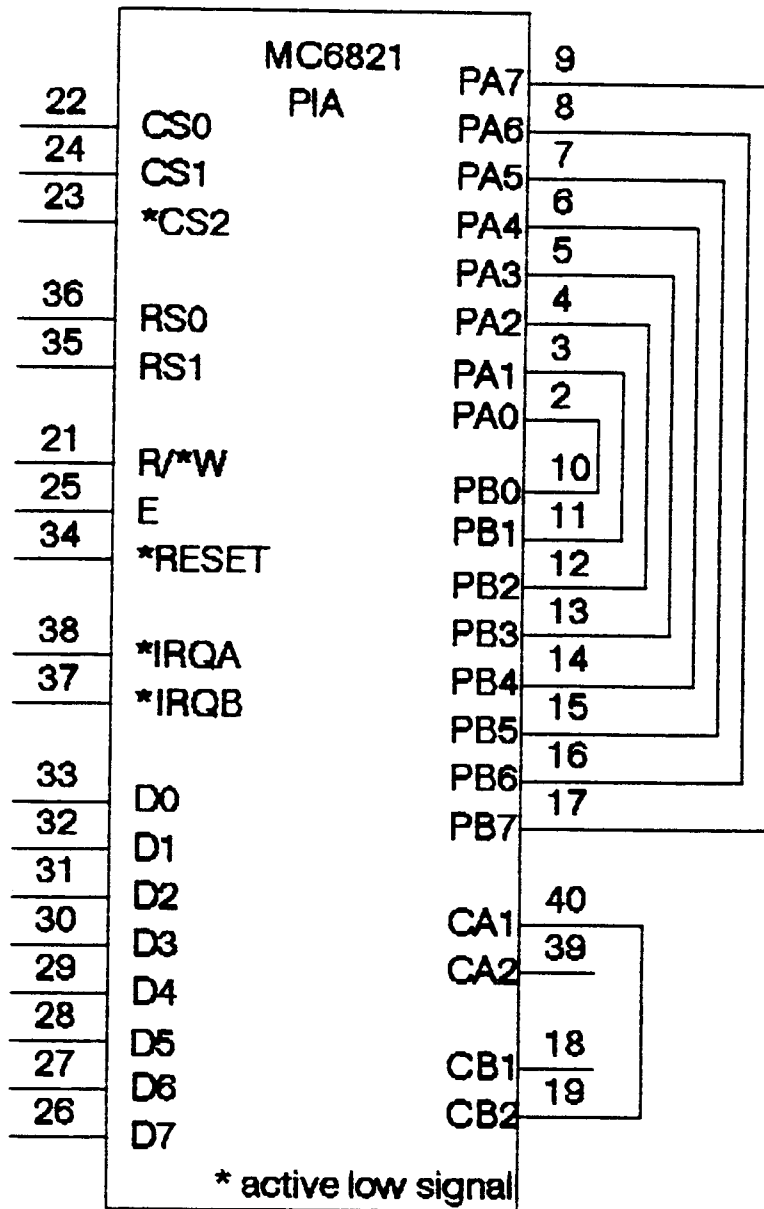 MC6821
PIA
22
CS0
24
CS1
23
*CS2
36
RS0
35
RS1
21
R/*W
25
E
34
*RESET
38
*IRQA
37
*IRQB
33
D0
32
D1
31
D2
30
D3
29
D4
28
D5
27
D6
26
D7
PA7
9
PA6
8
PA5
7
PA4
6
PA3
5
PA2
4
PA1
3
PA0
2
PB0
10
PB1
11
PB2
12
PB3
13
PB4
14
PB5
15
PB6
16
PB7
17
CA1
40
CA2
39
CB1
18
CB2
19
* active low signal